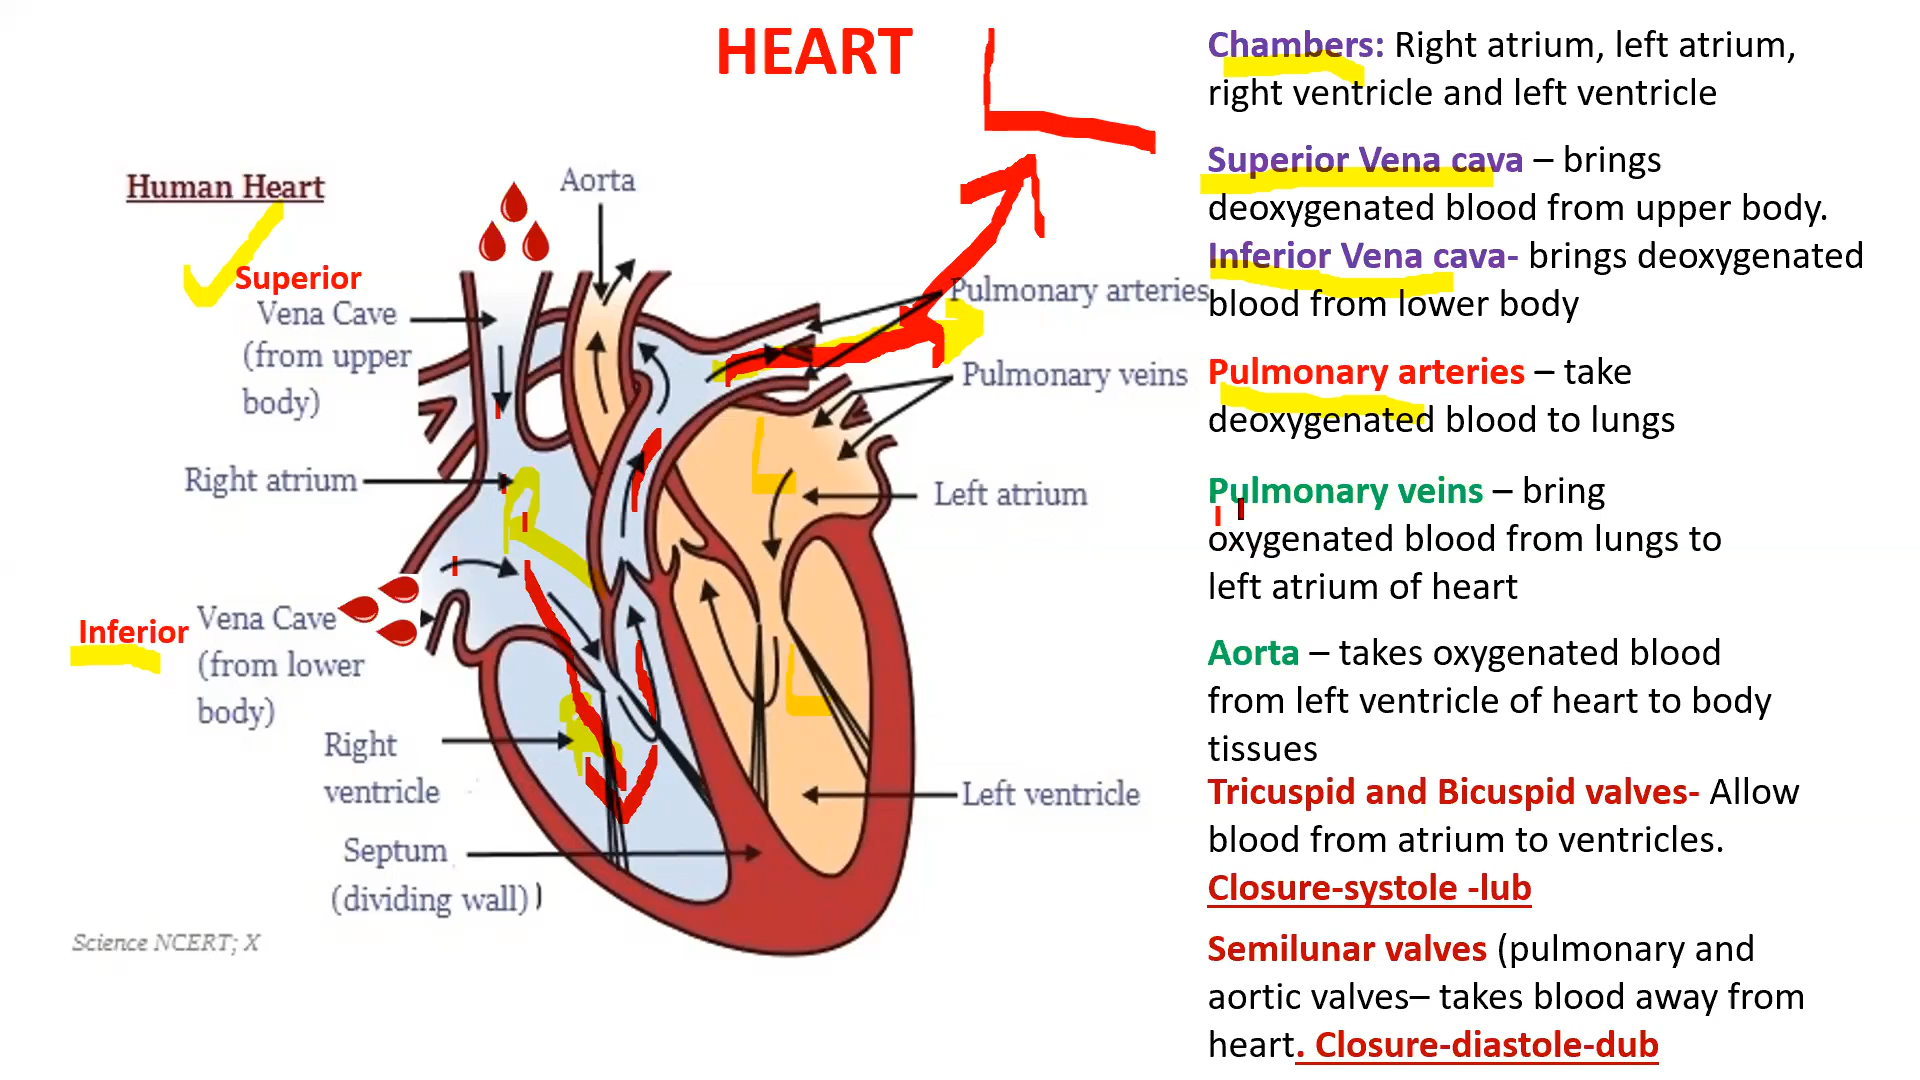 HEART
Human Heart
Superior
Vena Cave
(from upper
body)
Aorta
Pulmonary arteries
Pulmonary veins
Right atrium
Left atrium
Inferior
Vena Cave
(from lower
body)
Right
ventricle
Left ventricle
Septum
(dividing wall)
Science NCERT; X
L
R
L
R
L
Chambers: Right atrium, left atrium,
right ventricle and left ventricle
Superior Vena cava – brings
deoxygenated blood from upper body.
Inferior Vena cava- brings deoxygenated
blood from lower body
Pulmonary arteries – take
deoxygenated blood to lungs
Pulmonary veins – bring
oxygenated blood from lungs to
left atrium of heart
Aorta – takes oxygenated blood
from left ventricle of heart to body
tissues
Tricuspid and Bicuspid valves- Allow
blood from atrium to ventricles.
Closure-systole -lub
Semilunar valves (pulmonary and
aortic valves– takes blood away from
heart. Closure-diastole-dub